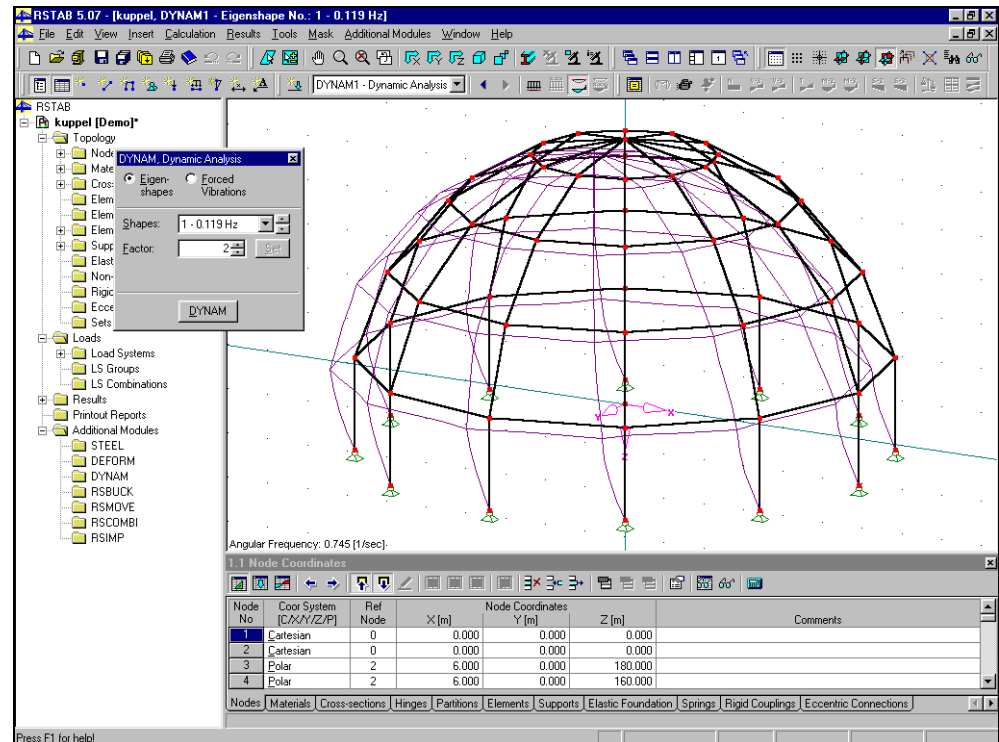 RSTAB 5.07 - [kuppel, DYNAM1 - Eigenshape No.: 1 - 0.119 Hz]
File Edit View Insert Calculation Results Tools Mask Additional Modules Window Help
DYNAM1 - Dynamic Analysis
RSTAB
kuppel [Demo]*
Topology
Node
Mate
Cros
Elem
Elem
Elem
Supp
Elast
Non-
Rigic
Ecce
Sets
Loads
Load Systems
LS Groups
LS Combinations
Results
Printout Reports
Additional Modules
STEEL
DEFORM
DYNAM
RSBUCK
RSMOVE
RSCOMBI
RSIMP
DYNAM, Dynamic Analysis
Eigen-shapes
Forced Vibrations
Shapes: 1 - 0.119 Hz
Factor: 2 Set
DYNAM
Y X
Z
Angular Frequency: 0.745 [1/sec]
1.1 Node Coordinates
Node No Coor System [C/X/Y/Z/P] Ref Node Node Coordinates X [m] Y [m] Z [m] Comments
1 Cartesian 0 0.000 0.000 0.000
2 Cartesian 0 0.000 0.000 0.000
3 Polar 2 6.000 0.000 180.000
4 Polar 2 6.000 0.000 160.000
Nodes Materials Cross-sections Hinges Partitions Elements Supports Elastic Foundation Springs Rigid Couplings Eccentric Connections
Press F1 for help!